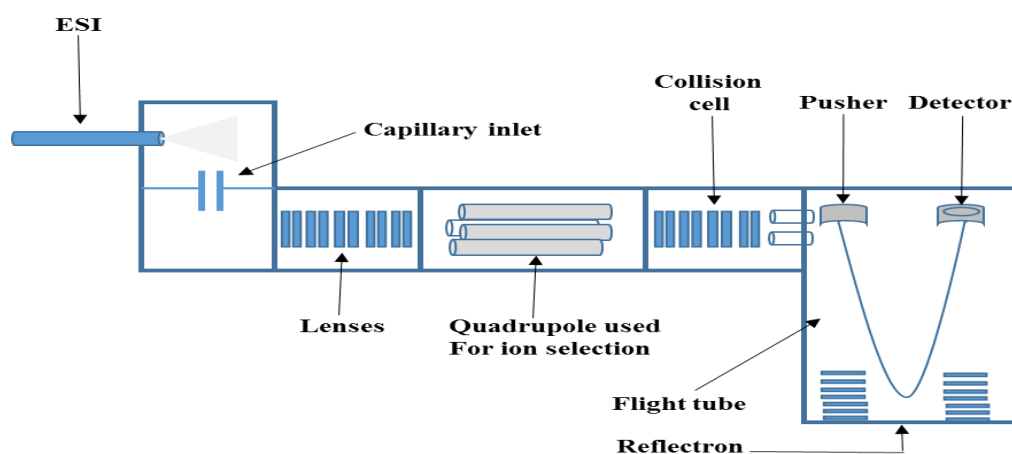 ESI
Collision
cell
Pusher
Detector
Capillary inlet
Lenses
Quadrupole used
For ion selection
Flight tube
Reflectron